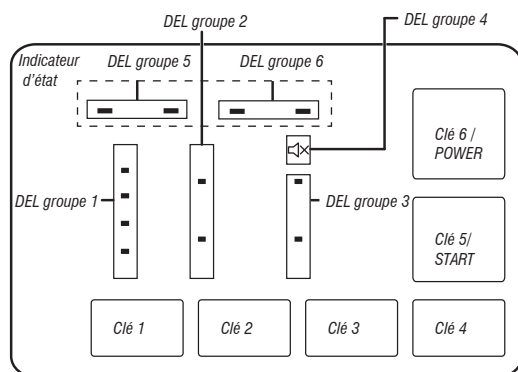 DEL groupe 2
DEL groupe 4
Indicateur
d'état
DEL groupe 5
DEL groupe 6
Clé 6 /
POWER
DEL groupe 1
DEL groupe 3
Clé 5/
START
Clé 1
Clé 2
Clé 3
Clé 4